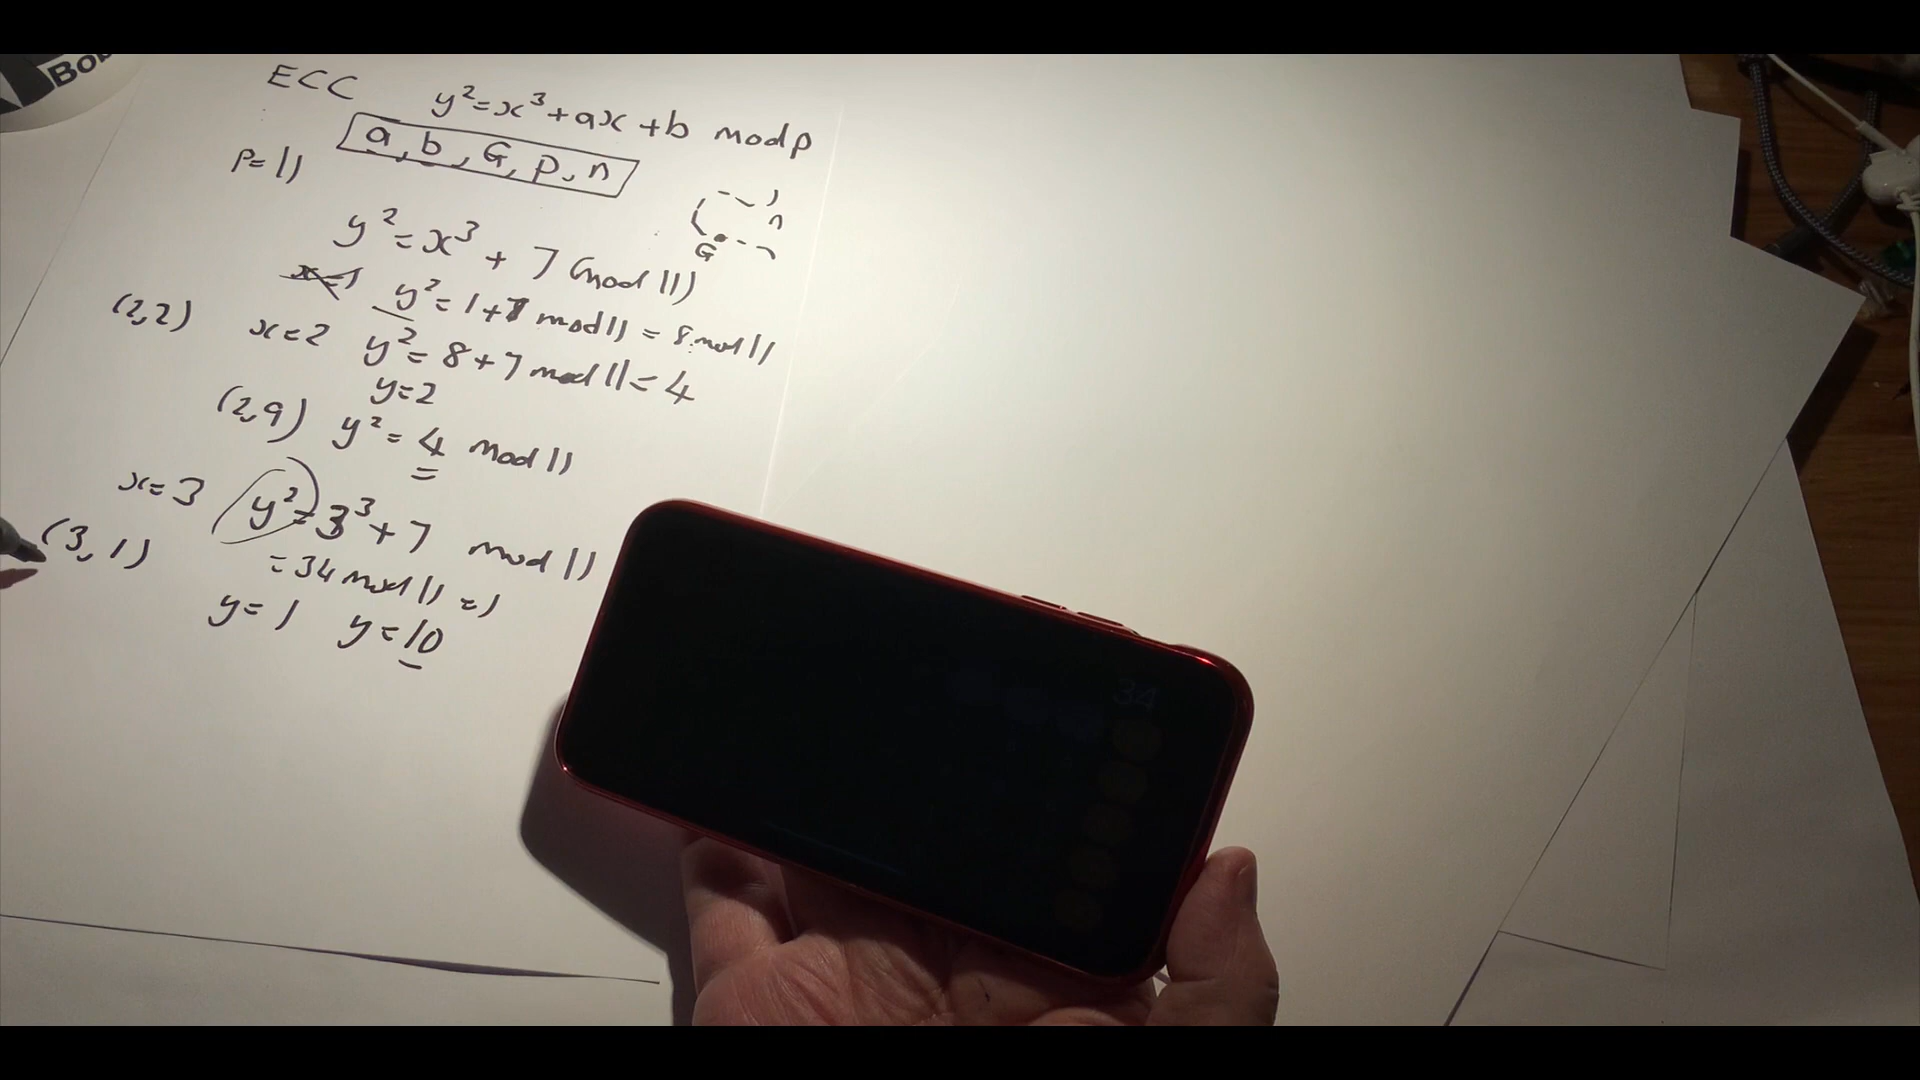 Bob
ECC
y²=x³+ax+b mod p
a, b, G, p, n
p=11
n
G
y²=x³+7 (mod 11)
x=1 y²=1+7 mod 11 = 8 mod 11
(2,2) x=2 y²=8+7 mod 11=4
y=2
(2,9) y²=4 mod 11
x=3 y²=3³+7 mod 11
(3,1) =34 mod 11 =1
y=1 y=10
34